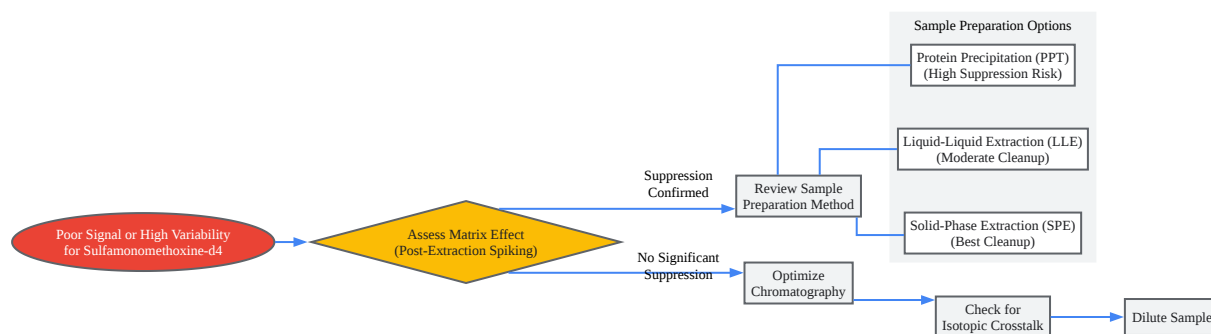 Poor Signal or High Variability
for Sulfamonomethoxine-d4
Assess Matrix Effect
(Post-Extraction Spiking)
Suppression
Confirmed
No Significant
Suppression
Review Sample
Preparation Method
Sample Preparation Options
Protein Precipitation (PPT)
(High Suppression Risk)
Liquid-Liquid Extraction (LLE)
(Moderate Cleanup)
Solid-Phase Extraction (SPE)
(Best Cleanup)
Optimize
Chromatography
Check for
Isotopic Crosstalk
Dilute Sample